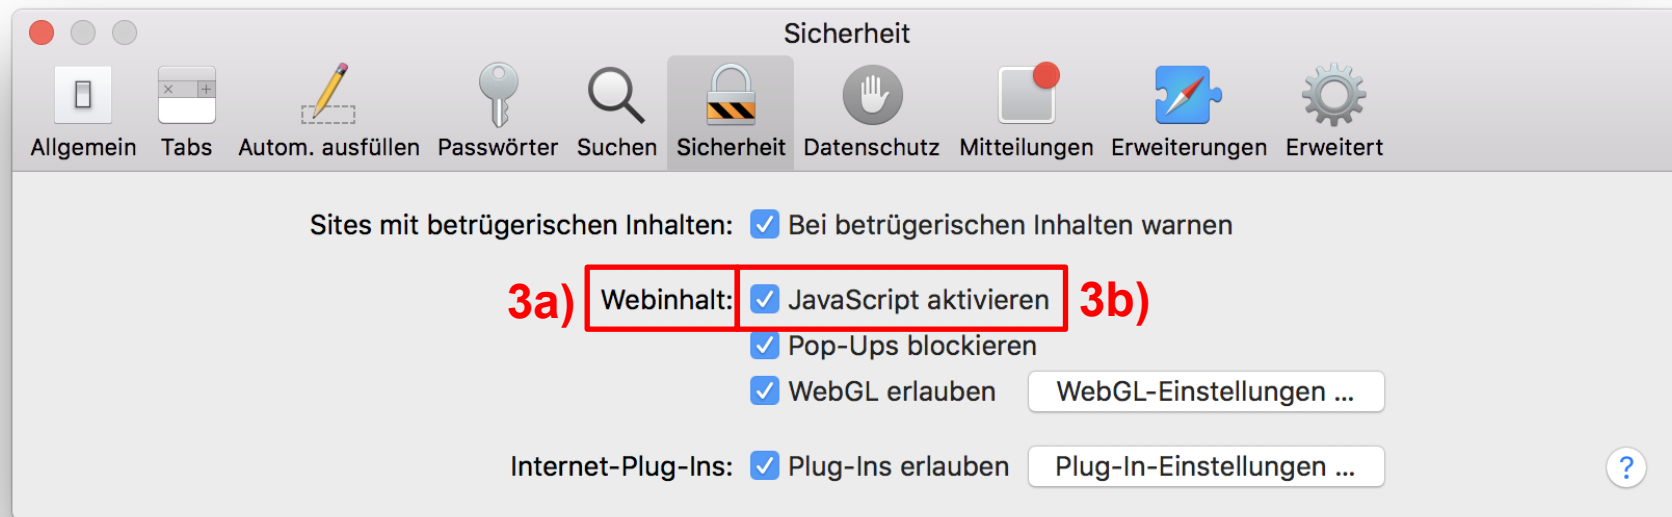 Sicherheit
Allgemein Tabs Autom. ausfüllen Passwörter Suchen Sicherheit Datenschutz Mitteilungen Erweiterungen Erweitert
Sites mit betrügerischen Inhalten: Bei betrügerischen Inhalten warnen
3a) Webinhalt: JavaScript aktivieren 3b)
Pop-Ups blockieren
WebGL erlauben WebGL-Einstellungen ...
Internet-Plug-Ins: Plug-Ins erlauben Plug-In-Einstellungen ... ?